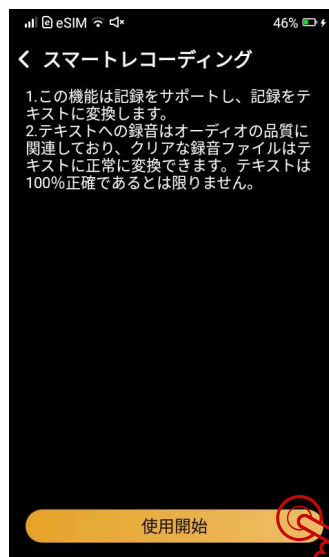 eSIM 46%
スマートレコーディング
1.この機能は記録をサポートし、記録をテ
キストに変換します。
2.テキストへの録音はオーディオの品質に
関連しており、クリアな録音ファイルはテ
キストに正常に変換できます。テキストは
100%正確であるとは限りません。
使用開始